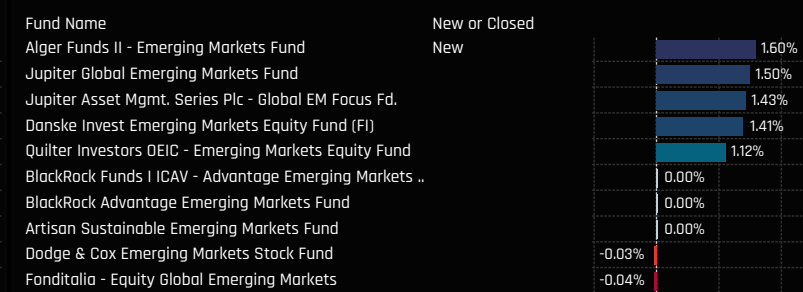 Fund Name New or Closed
Alger Funds II - Emerging Markets Fund New 1.60%
Jupiter Global Emerging Markets Fund 1.50%
Jupiter Asset Mgmt. Series Plc - Global EM Focus Fd. 1.43%
Danske Invest Emerging Markets Equity Fund (FI) 1.41%
Quilter Investors OEIC - Emerging Markets Equity Fund 1.12%
BlackRock Funds I ICAV - Advantage Emerging Markets .. 0.00%
BlackRock Advantage Emerging Markets Fund 0.00%
Artisan Sustainable Emerging Markets Fund 0.00%
Dodge & Cox Emerging Markets Stock Fund -0.03%
Fonditalia - Equity Global Emerging Markets -0.04%